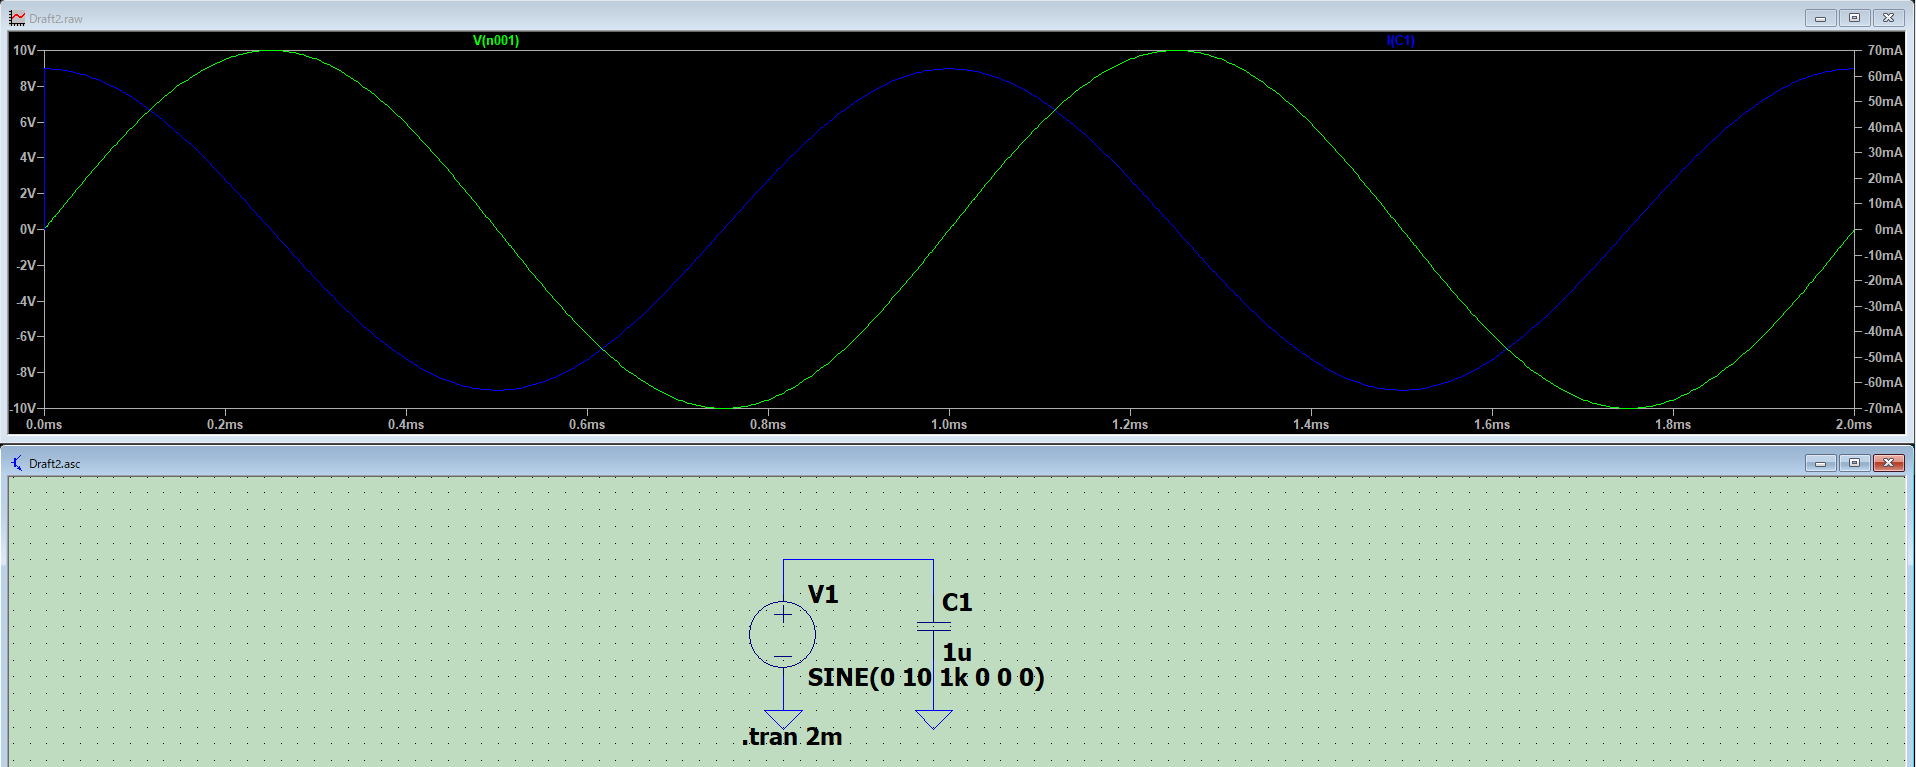 Draft2.raw
V(n001) I(C1)
10V 70mA
60mA
8V
50mA
6V
40mA
4V
30mA
2V
20mA
10mA
0V 0mA
-10mA
-2V
-20mA
-4V
-30mA
-6V
-40mA
-8V
-50mA
-60mA
-10V -70mA
0.0ms 0.2ms 0.4ms 0.6ms 0.8ms 1.0ms 1.2ms 1.4ms 1.6ms 1.8ms 2.0ms
Draft2.asc
V1
C1
1u
SINE(0 10 1k 0 0 0)
.tran 2m